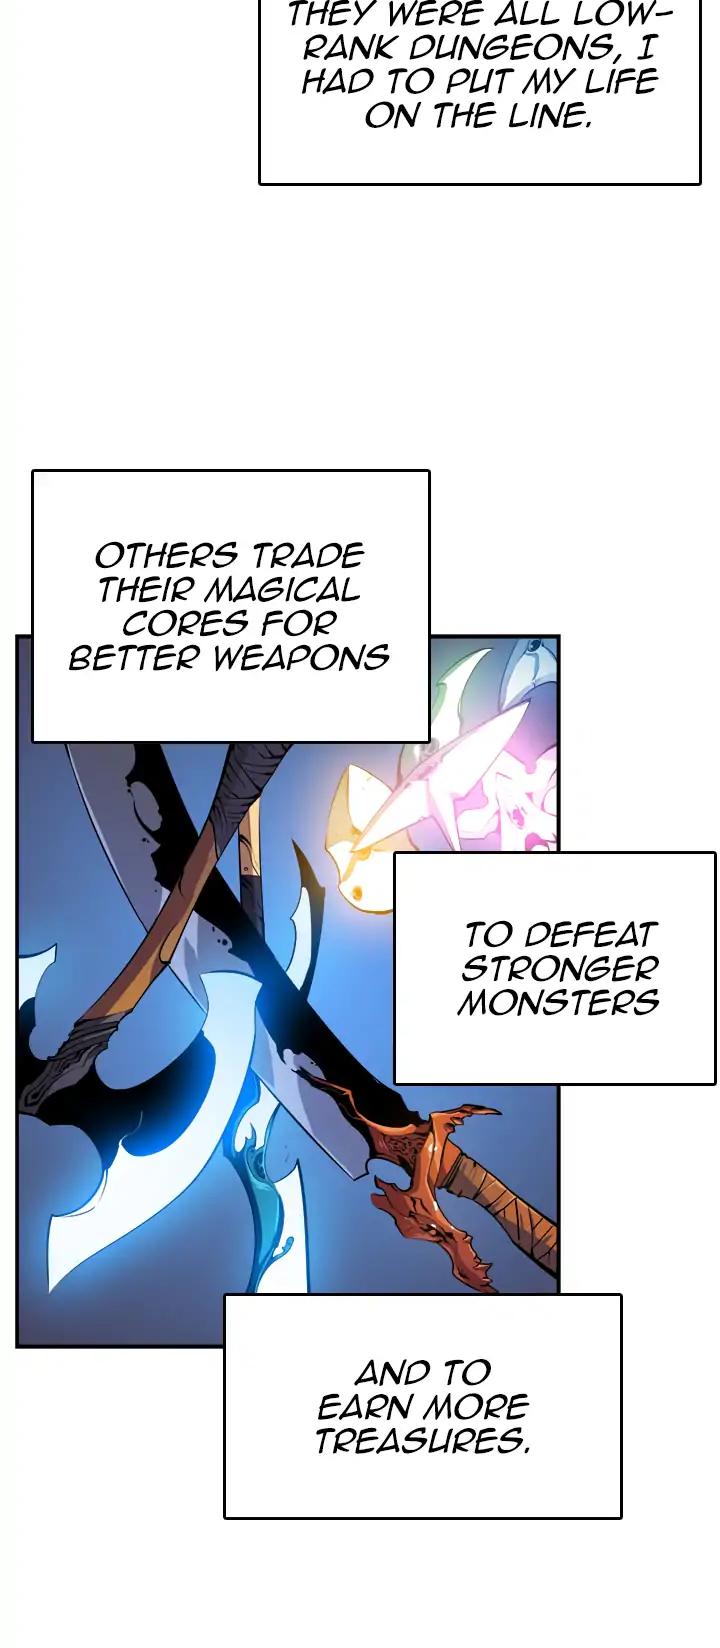 THEY WERE ALL LOW-
RANK DUNGEONS, I
HAD TO PUT MY LIFE
ON THE LINE.
OTHERS TRADE
THEIR MAGICAL
CORES FOR
BETTER WEAPONS
TO DEFEAT
STRONGER
MONSTERS
AND TO
EARN MORE
TREASURES.